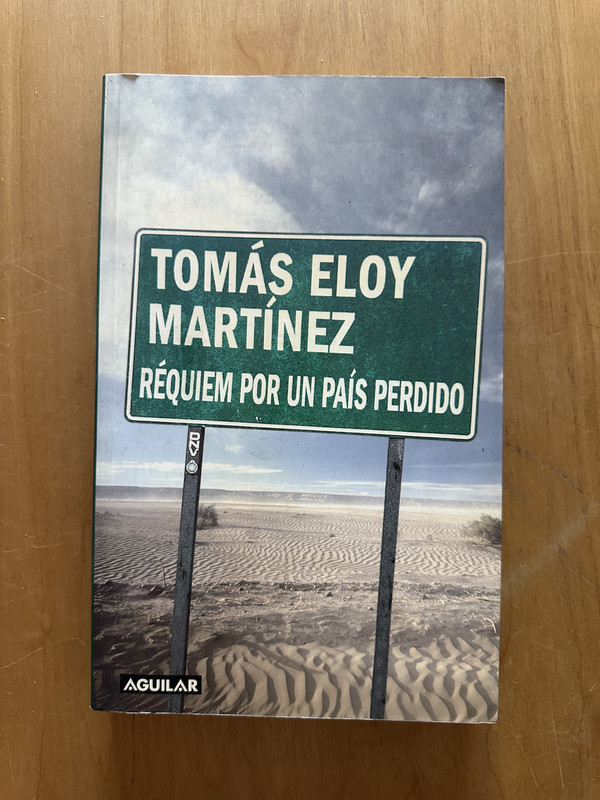 TOMÁS ELOY
MARTÍNEZ
RÉQUIEM POR UN PAÍS PERDIDO
DNV
AGUILAR